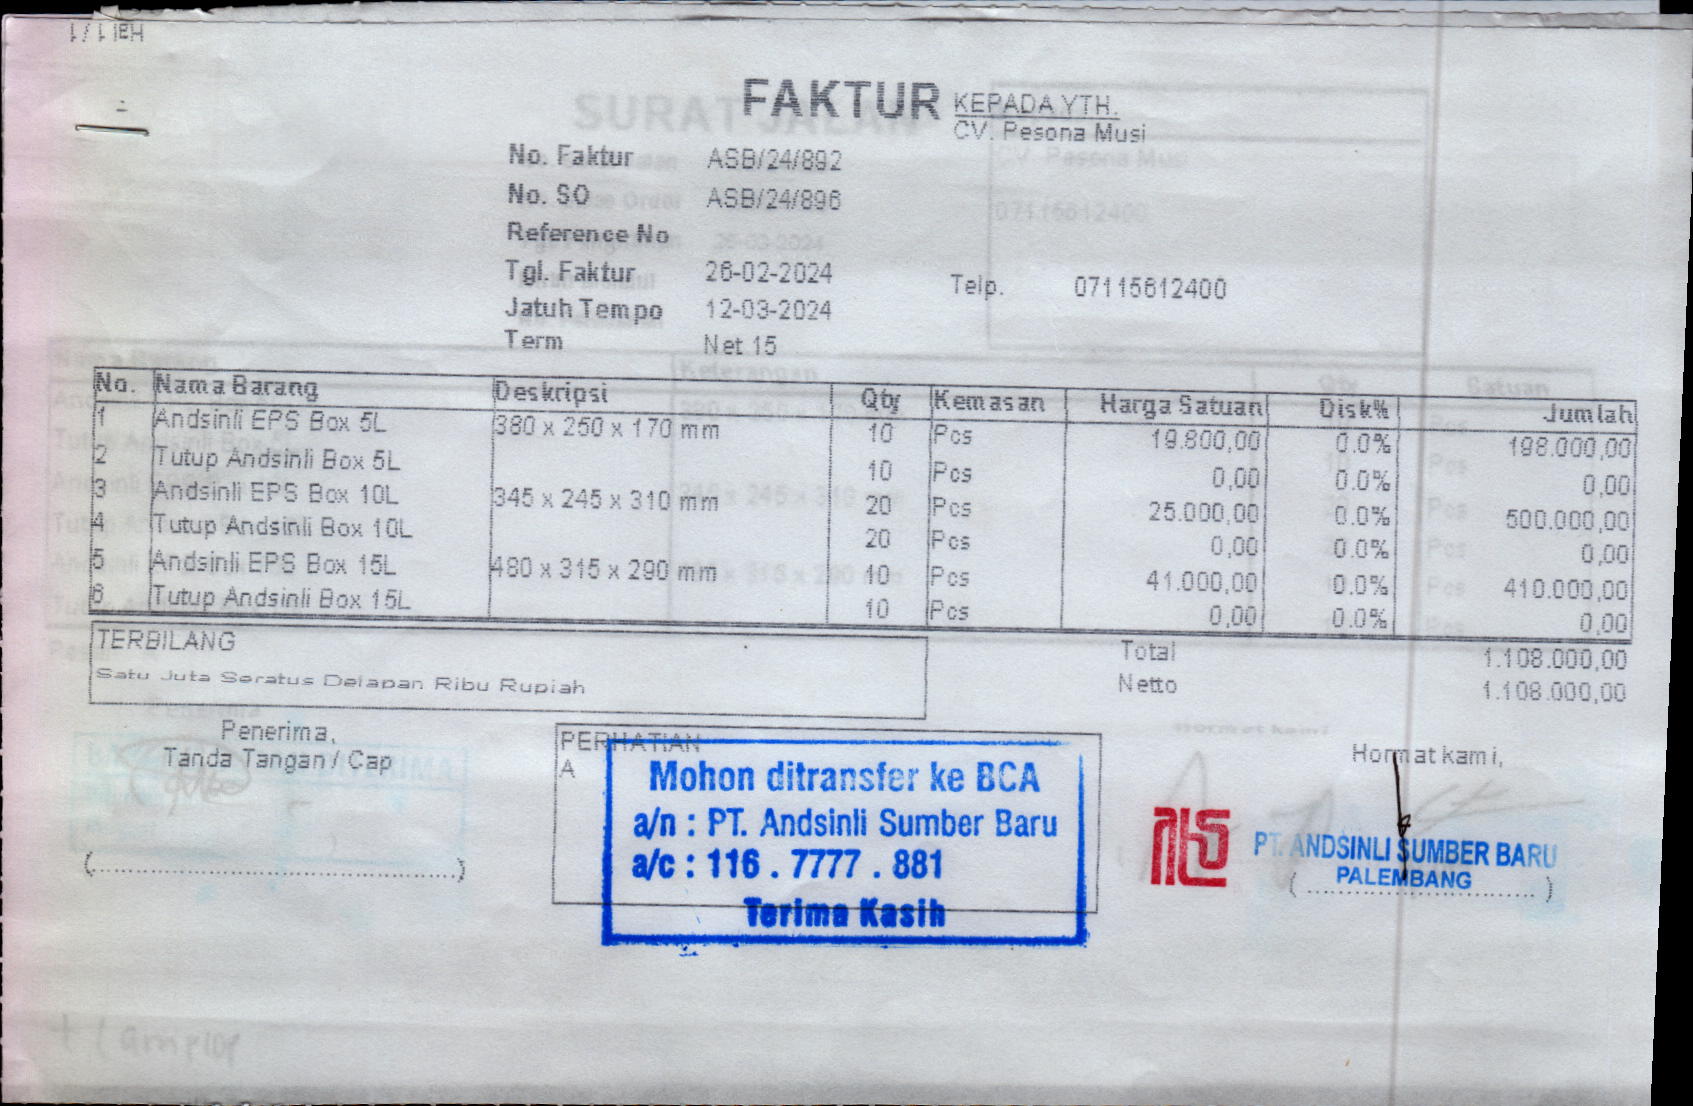 Hal 1 / 1
FAKTUR
KEPADA YTH.
CV. Pesona Musi
No. Faktur ASB/24/892
No. SO ASB/24/896
Reference No
Tgl. Faktur 26-02-2024
Telp. 07115612400
Jatuh Tempo 12-03-2024
Term Net 15
No. Nama Barang Deskripsi Qty Kemasan Harga Satuan Disk% Jumlah
1 Andsinli EPS Box 5L 380 x 250 x 170 mm 10 Pcs 19.800,00 0.0% 198.000,00
2 Tutup Andsinli Box 5L 10 Pcs 0,00 0.0% 0,00
3 Andsinli EPS Box 10L 345 x 245 x 310 mm 20 Pcs 25.000,00 0.0% 500.000,00
4 Tutup Andsinli Box 10L 20 Pcs 0,00 0.0% 0,00
5 Andsinli EPS Box 15L 480 x 315 x 290 mm 10 Pcs 41.000,00 0.0% 410.000,00
6 Tutup Andsinli Box 15L 10 Pcs 0,00 0.0% 0,00
TERBILANG
Satu Juta Seratus Delapan Ribu Rupiah
Total 1.108.000,00
Netto 1.108.000,00
Penerima,
Tanda Tangan / Cap
PERHATIAN
A
Mohon ditransfer ke BCA
a/n : PT. Andsinli Sumber Baru
a/c : 116 . 7777 . 881
Terima Kasih
Hormat kami,
PT. ANDSINLI SUMBER BARU
PALEMBANG